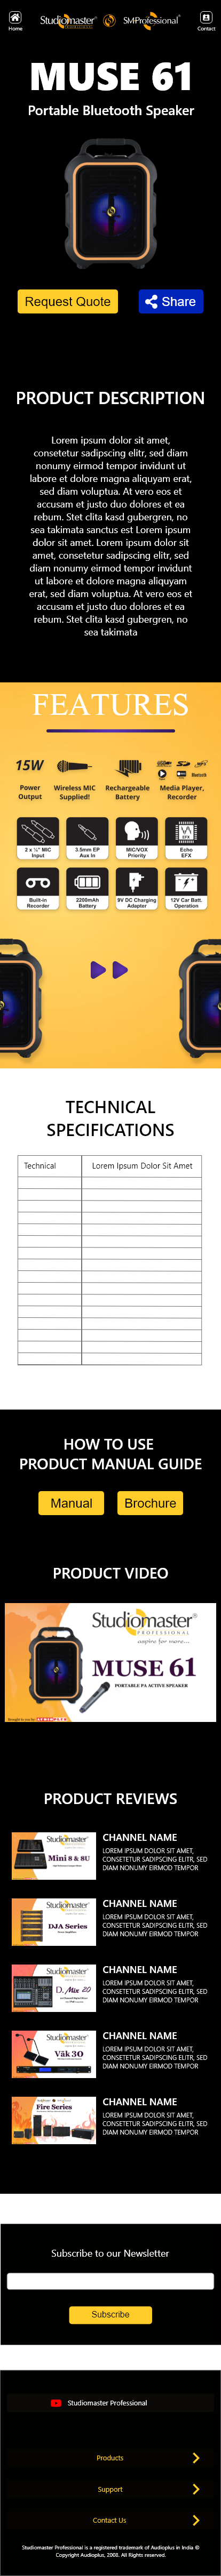 Home
Studiomaster PROFESSIONAL
SMProfessional
Contact
MUSE 61
Portable Bluetooth Speaker
Request Quote
Share
PRODUCT DESCRIPTION
Lorem ipsum dolor sit amet,
consetetur sadipscing elitr, sed diam
nonumy eirmod tempor invidunt ut
labore et dolore magna aliquyam erat,
sed diam voluptua. At vero eos et
accusam et justo duo dolores et ea
rebum. Stet clita kasd gubergren, no
sea takimata sanctus est Lorem ipsum
dolor sit amet. Lorem ipsum dolor sit
amet, consetetur sadipscing elitr, sed
diam nonumy eirmod tempor invidunt
ut labore et dolore magna aliquyam
erat, sed diam voluptua. At vero eos et
accusam et justo duo dolores et ea
rebum. Stet clita kasd gubergren, no
sea takimata
FEATURES
15W
Power Output
Wireless MIC Supplied!
Rechargeable Battery
Media Player, Recorder
2 x ¼" MIC Input
3.5mm EP Aux In
MIC/VOX Priority
Echo EFX
Built-in Recorder
2200mAh Battery
9V DC Charging Adapter
12V Car Batt. Operation
TECHNICAL
SPECIFICATIONS
Technical
Lorem Ipsum Dolor Sit Amet
HOW TO USE
PRODUCT MANUAL GUIDE
Manual
Brochure
PRODUCT VIDEO
Studiomaster
PROFESSIONAL
aspire for more...
MUSE 61
PORTABLE PA ACTIVE SPEAKER
PRODUCT REVIEWS
Studiomaster
Mini 8 & 8U
CHANNEL NAME
LOREM IPSUM DOLOR SIT AMET,
CONSETETUR SADIPSCING ELITR, SED
DIAM NONUMY EIRMOD TEMPOR
Studiomaster
DJA Series
CHANNEL NAME
LOREM IPSUM DOLOR SIT AMET,
CONSETETUR SADIPSCING ELITR, SED
DIAM NONUMY EIRMOD TEMPOR
Studiomaster
D.Mix 20
CHANNEL NAME
LOREM IPSUM DOLOR SIT AMET,
CONSETETUR SADIPSCING ELITR, SED
DIAM NONUMY EIRMOD TEMPOR
Studiomaster
Väk 30
CHANNEL NAME
LOREM IPSUM DOLOR SIT AMET,
CONSETETUR SADIPSCING ELITR, SED
DIAM NONUMY EIRMOD TEMPOR
Studiomaster
Fire Series
CHANNEL NAME
LOREM IPSUM DOLOR SIT AMET,
CONSETETUR SADIPSCING ELITR, SED
DIAM NONUMY EIRMOD TEMPOR
Subscribe to our Newsletter
Subscribe
Studiomaster Professional
Products
Support
Contact Us
Studiomaster Professional is a registered trademark of Audioplus in India ®
Copyright Audioplus, 2008. All Rights reserved.